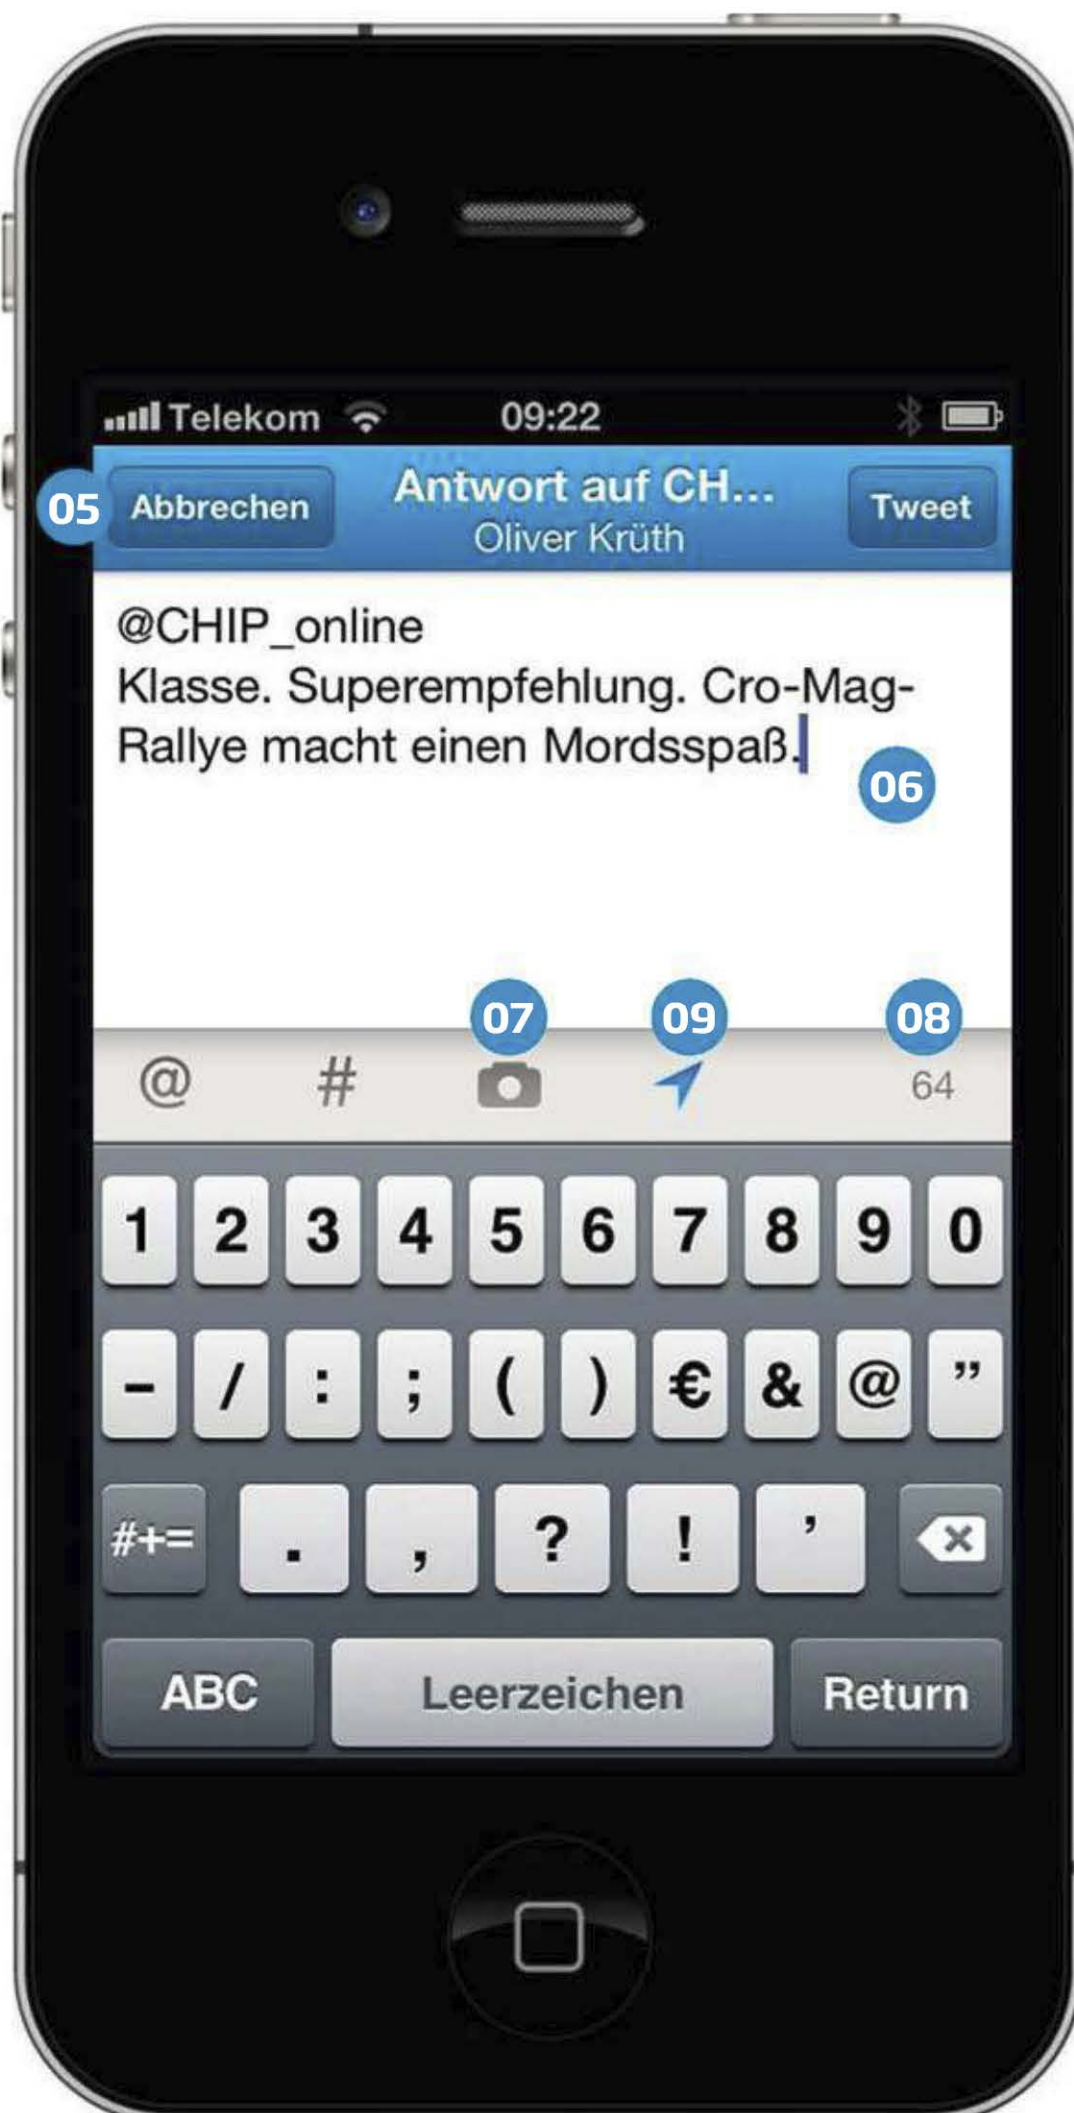 Telekom 09:22
05 Abbrechen Antwort auf CH... Tweet
Oliver Krüth
@CHIP_online
Klasse. Superempfehlung. Cro-Mag-
Rallye macht einen Mordsspaß.
06
07 09 08
@ # 64
1 2 3 4 5 6 7 8 9 0
- / : ; ( ) € & @ ”
#+= . , ? ! ’
ABC Leerzeichen Return